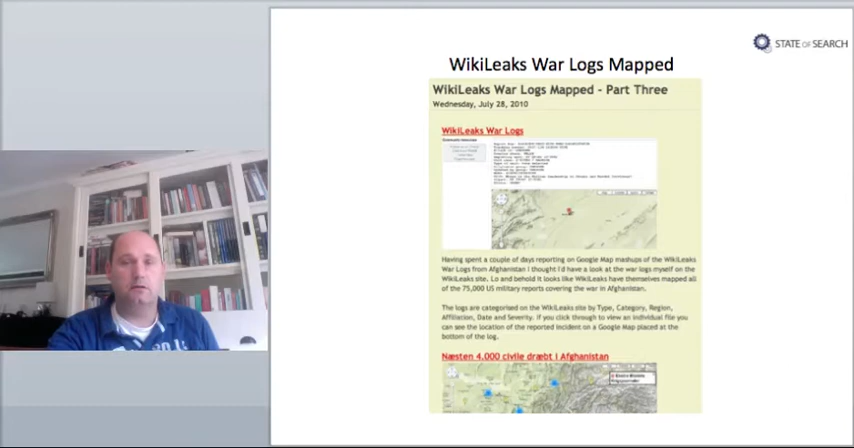 STATE OF SEARCH
WikiLeaks War Logs Mapped
WikiLeaks War Logs Mapped - Part Three
Wednesday, July 28, 2010
WikiLeaks War Logs
Having spent a couple of days reporting on Google Map mashups of the WikiLeaks
War Logs from Afghanistan I thought I'd have a look at the war logs myself on the
WikiLeaks site. Lo and behold it looks like WikiLeaks have themselves mapped all
of the 75,000 US military reports covering the war in Afghanistan.
The logs are categorised on the WikiLeaks site by Type, Category, Region,
Affiliation, Date and Severity. If you click through to view an individual file you
can see the location of the reported incident on a Google Map placed at the
bottom of the log.
Næsten 4.000 civile dræbt i Afghanistan